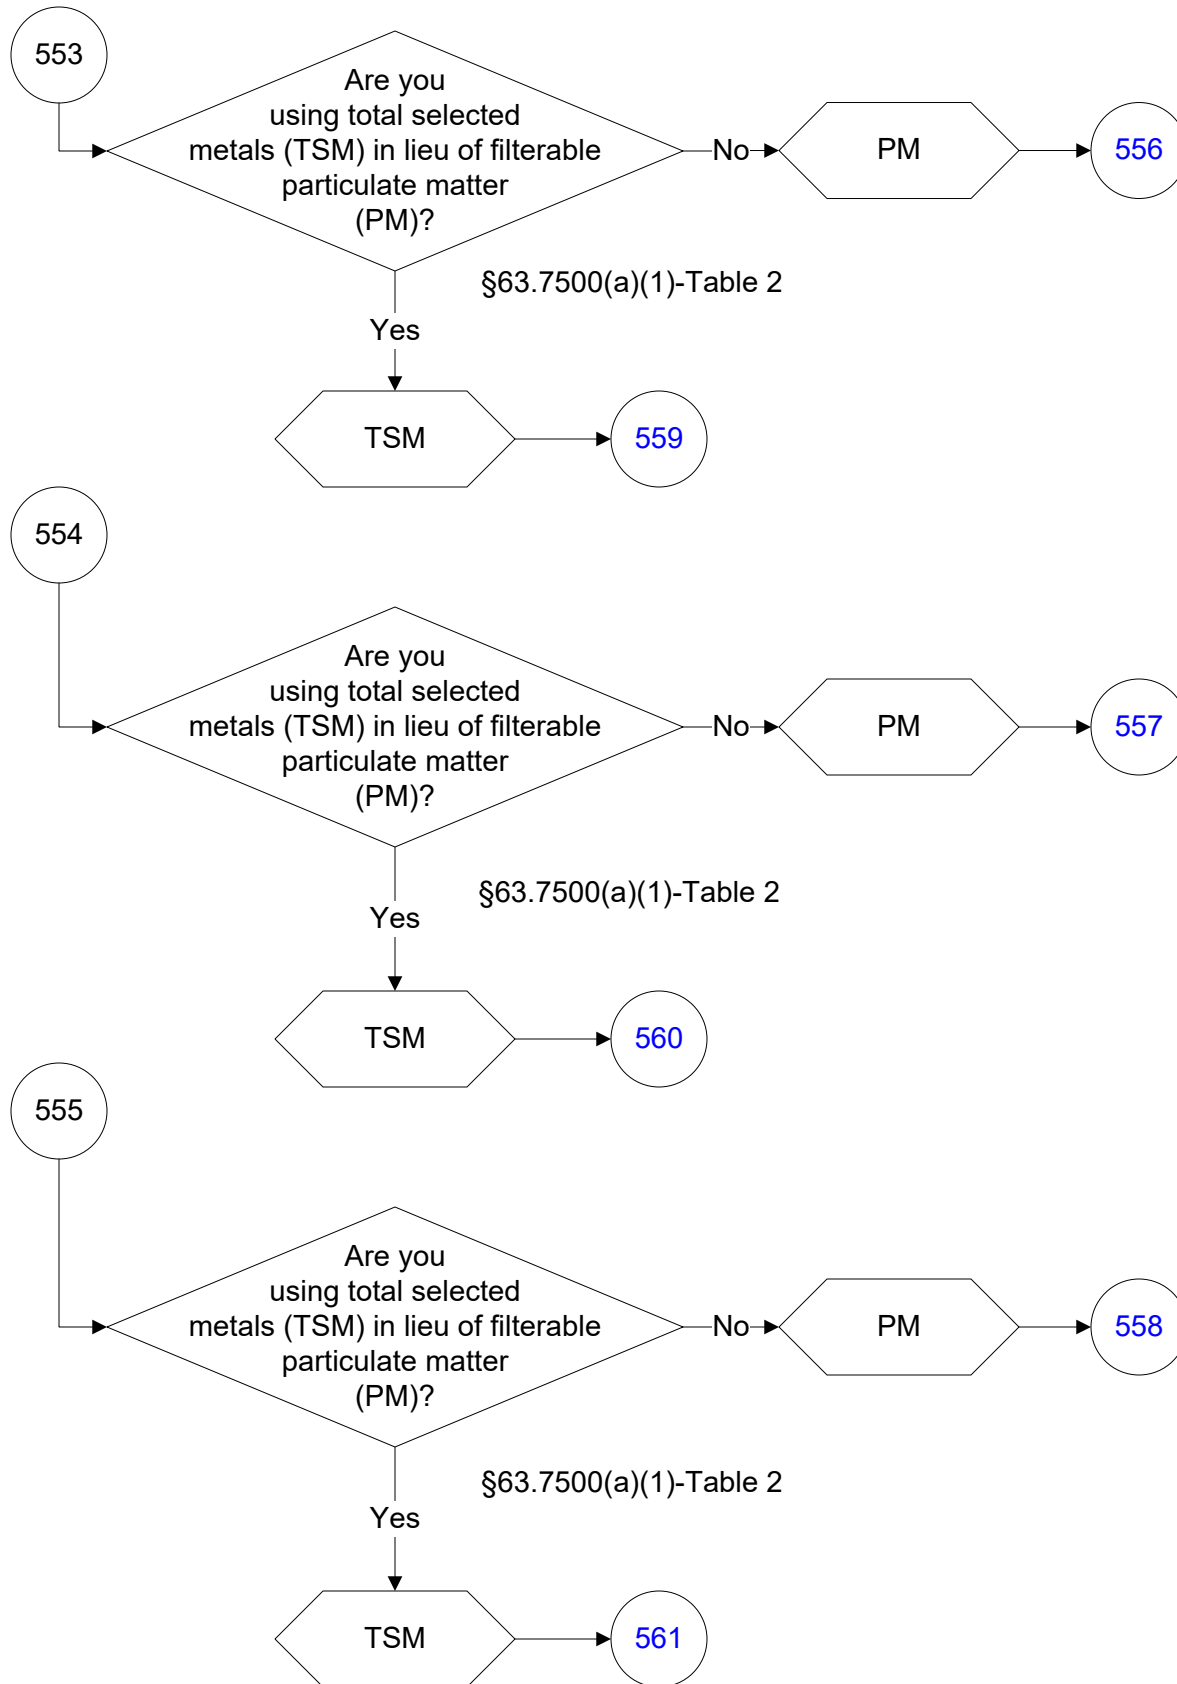 553
Are you
using total selected
metals (TSM) in lieu of filterable
particulate matter
(PM)?
No
PM
556
§63.7500(a)(1)-Table 2
Yes
TSM
559
554
Are you
using total selected
metals (TSM) in lieu of filterable
particulate matter
(PM)?
No
PM
557
§63.7500(a)(1)-Table 2
Yes
TSM
560
555
Are you
using total selected
metals (TSM) in lieu of filterable
particulate matter
(PM)?
No
PM
558
§63.7500(a)(1)-Table 2
Yes
TSM
561